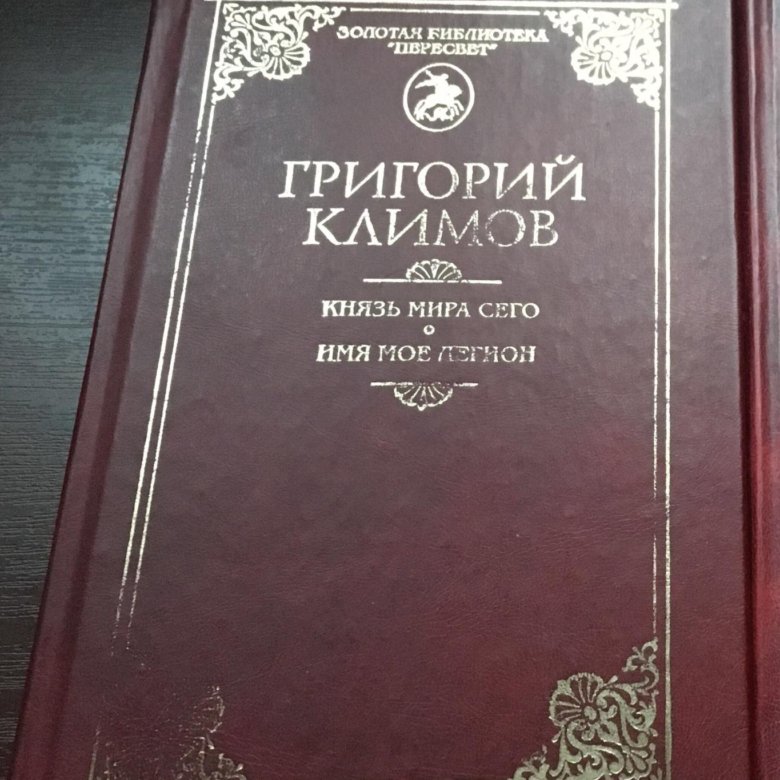 ЗОЛОТАЯ БИБЛИОТЕКА
"ПЕРЕСВЕТ"
ГРИГОРИЙ
КЛИМОВ
КНЯЗЬ МИРА СЕГО
ИМЯ МОЕ ЛЕГИОН